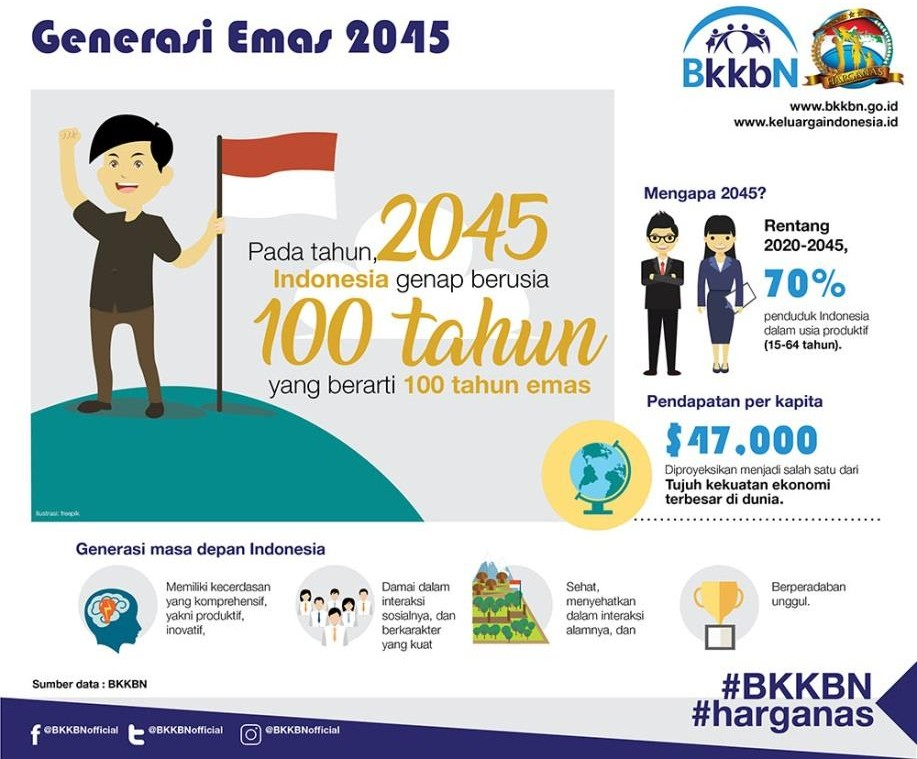 Generasi Emas 2045
BkkbN
HARGANAS
www.bkkbn.go.id
www.keluargaindonesia.id
Pada tahun, 2045
Indonesia genap berusia
100 tahun
yang berarti 100 tahun emas
Ilustrasi: freepik
Mengapa 2045?
Rentang
2020-2045,
70%
penduduk Indonesia
dalam usia produktif
(15-64 tahun).
Pendapatan per kapita
$47,000
Diproyeksikan menjadi salah satu dari
Tujuh kekuatan ekonomi
terbesar di dunia.
Generasi masa depan Indonesia
Memiliki kecerdasan
yang komprehensif,
yakni produktif,
inovatif,
Damai dalam
interaksi
sosialnya, dan
berkarakter
yang kuat
Sehat,
menyehatkan
dalam interaksi
alamnya, dan
Berperadaban
unggul.
Sumber data : BKKBN
#BKKBN
#harganas
@BKKBNofficial
@BKKBNofficial
@BKKBNofficial